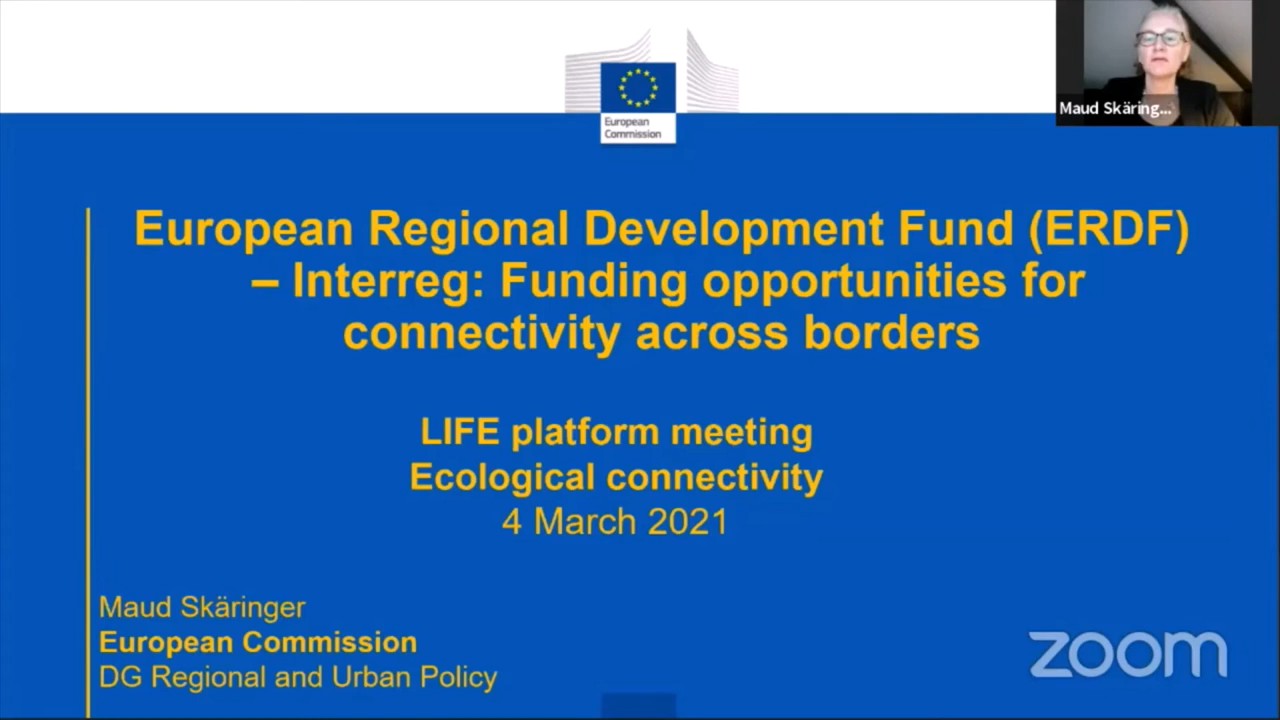 European
Commission
Maud Skäring...
European Regional Development Fund (ERDF)
– Interreg: Funding opportunities for
connectivity across borders
LIFE platform meeting
Ecological connectivity
4 March 2021
Maud Skäringer
European Commission
DG Regional and Urban Policy
zoom